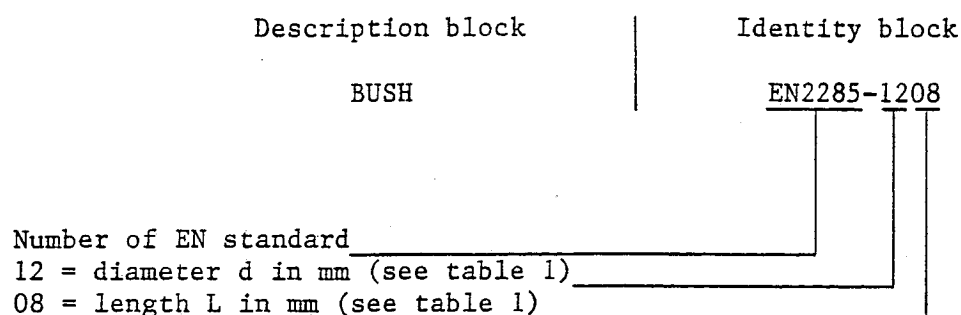 Description block Identity block
BUSH EN2285-1208
Number of EN standard
12 = diameter d in mm (see table 1)
08 = length L in mm (see table 1)